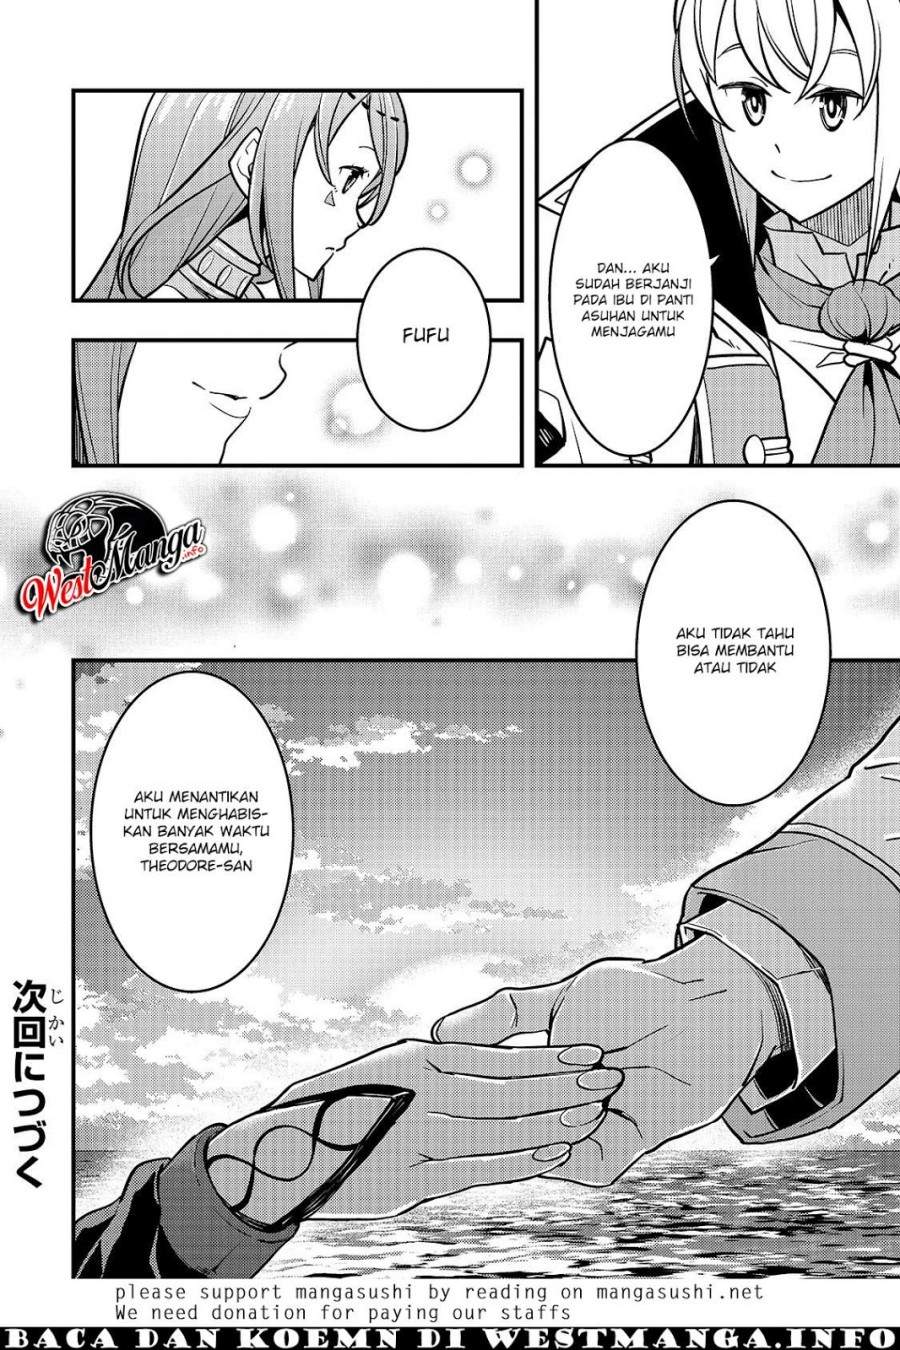 DAN... AKU
SUDAH BERJANJI
PADA IBU DI PANTI
ASUHAN UNTUK
MENJAGAMU
FUFU
WestManga
.info
AKU TIDAK TAHU
BISA MEMBANTU
ATAU TIDAK
AKU MENANTIKAN
UNTUK MENGHABIS-
KAN BANYAK WAKTU
BERSAMAMU,
THEODORE-SAN
次回につづく
じかい
please support mangasushi by reading on mangasushi.net
We need donation for paying our staffs
BACA DAN KOEMN DI WESTMANGA.INFO